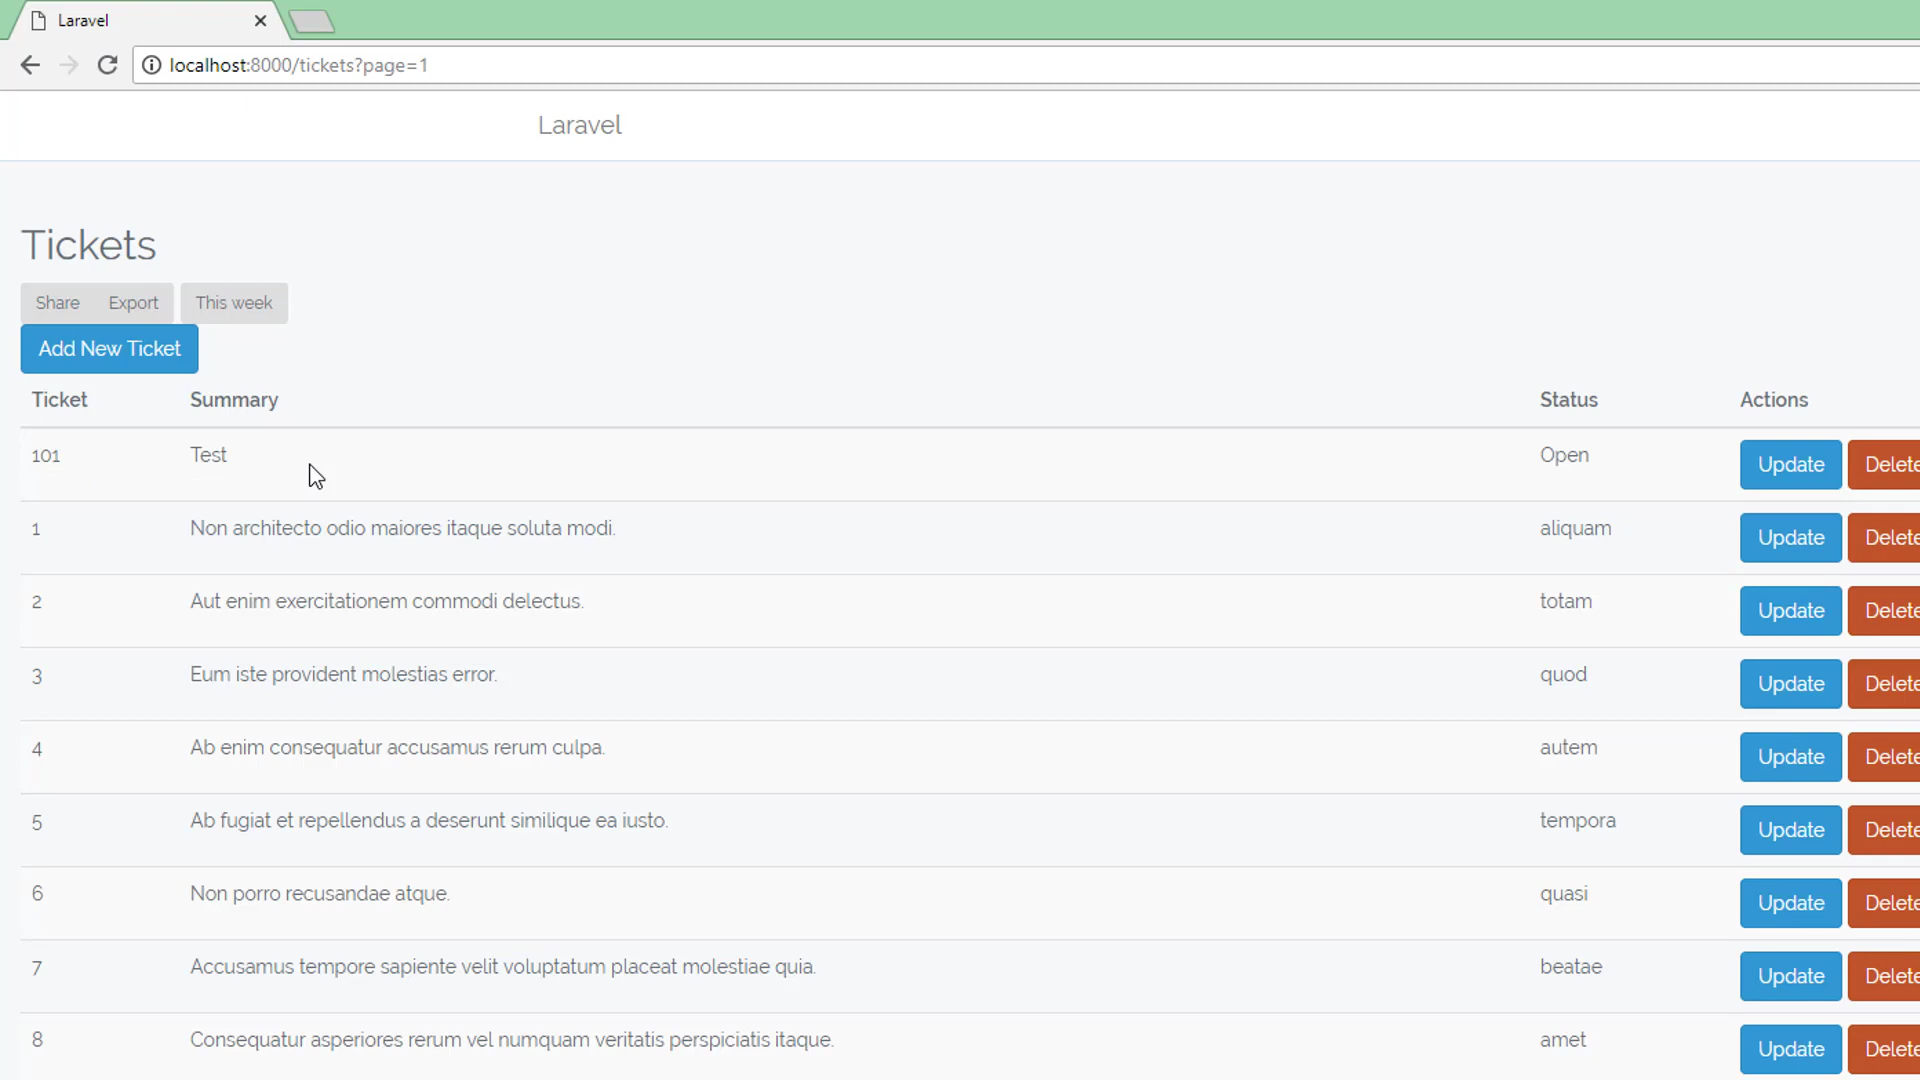 Laravel
localhost:8000/tickets?page=1
Laravel
Tickets
Share Export This week
Add New Ticket
Ticket Summary Status Actions
101 Test Open Update Delete
1 Non architecto odio maiores itaque soluta modi. aliquam Update Delete
2 Aut enim exercitationem commodi delectus. totam Update Delete
3 Eum iste provident molestias error. quod Update Delete
4 Ab enim consequatur accusamus rerum culpa. autem Update Delete
5 Ab fugiat et repellendus a deserunt similique ea iusto. tempora Update Delete
6 Non porro recusandae atque. quasi Update Delete
7 Accusamus tempore sapiente velit voluptatum placeat molestiae quia. beatae Update Delete
8 Consequatur asperiores rerum vel numquam veritatis perspiciatis itaque. amet Update Delete